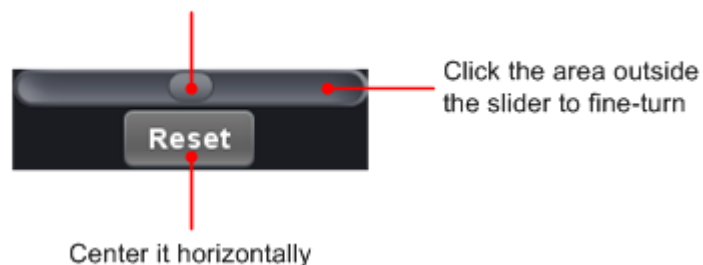 Click the area outside
the slider to fine-turn
Reset
Center it horizontally